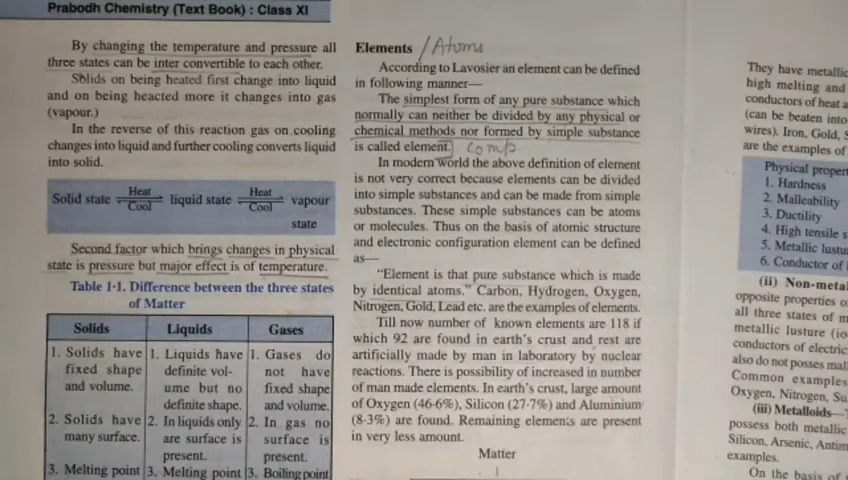 Prabodh Chemistry (Text Book) : Class XI
By changing the temperature and pressure all
three states can be inter convertible to each other.
Solids on being heated first change into liquid
and on being heacted more it changes into gas
(vapour.)
In the reverse of this reaction gas on cooling
changes into liquid and further cooling converts liquid
into solid.
Solid state Heat Cool liquid state Heat Cool vapour
state
Second factor which brings changes in physical
state is pressure but major effect is of temperature.
Table 1·1. Difference between the three states
of Matter
Solids Liquids Gases
1. Solids have 1. Liquids have 1. Gases do
fixed shape definite vol- not have
and volume. ume but no fixed shape
definite shape. and volume.
2. Solids have 2. In liquids only 2. In gas no
many surface. are surface is surface is
present. present.
3. Melting point 3. Melting point 3. Boiling point
Elements /Atoms
According to Lavosier an element can be defined
in following manner—
The simplest form of any pure substance which
normally can neither be divided by any physical or
chemical methods nor formed by simple substance
is called element. comp
In modern world the above definition of element
is not very correct because elements can be divided
into simple substances and can be made from simple
substances. These simple substances can be atoms
or molecules. Thus on the basis of atomic structure
and electronic configuration element can be defined
as—
"Element is that pure substance which is made
by identical atoms." Carbon, Hydrogen, Oxygen,
Nitrogen, Gold, Lead etc. are the examples of elements.
Till now number of known elements are 118 if
which 92 are found in earth's crust and rest are
artificially made by man in laboratory by nuclear
reactions. There is possibility of increased in number
of man made elements. In earth's crust, large amount
of Oxygen (46·6%), Silicon (27·7%) and Aluminium
(8·3%) are found. Remaining elements are present
in very less amount.
Matter
They have metallic
high melting and
conductors of heat a
(can be beaten into
wires). Iron, Gold, S
are the examples of
Physical propert
1. Hardness
2. Malleability
3. Ductility
4. High tensile s
5. Metallic lustu
6. Conductor of
(ii) Non-metal
opposite properties o
all three states of m
metallic lusture (io
conductors of electric
also do not posses mall
Common examples
Oxygen, Nitrogen, Su
(iii) Metalloids—
possess both metallic
Silicon, Arsenic, Antim
examples.
On the basis of